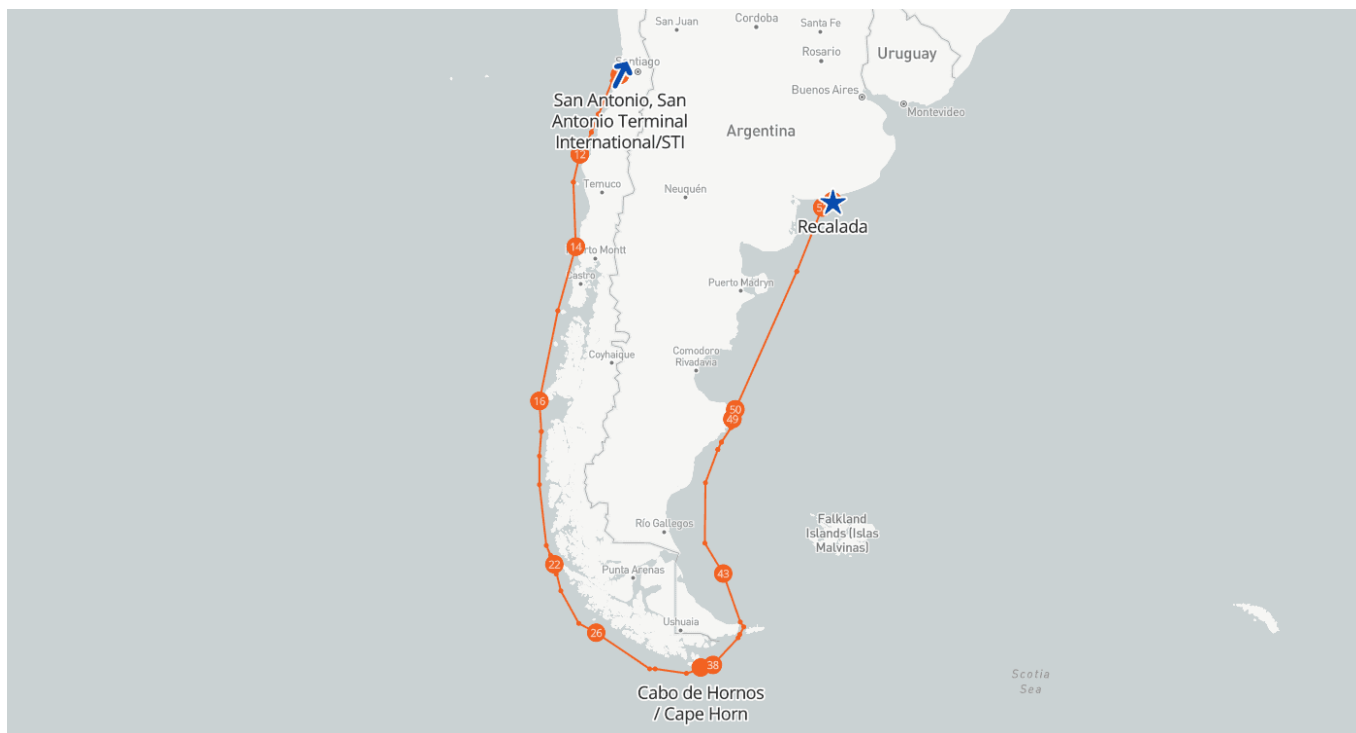 San Juan
Cordoba
Santa Fe
Rosario
Uruguay
Santiago
Buenos Aires
Montevideo
San Antonio, San
Antonio Terminal
International/STI
Argentina
12
Temuco
Neuquén
Recalada
14
Puerto Madryn
Castro
Coyhaique
Comodoro
Rivadavia
16
50
49
Río Gallegos
Falkland
Islands (Islas
Malvinas)
22
Punta Arenas
43
Ushuaia
26
38
Cabo de Hornos
/ Cape Horn
Scotia
Sea